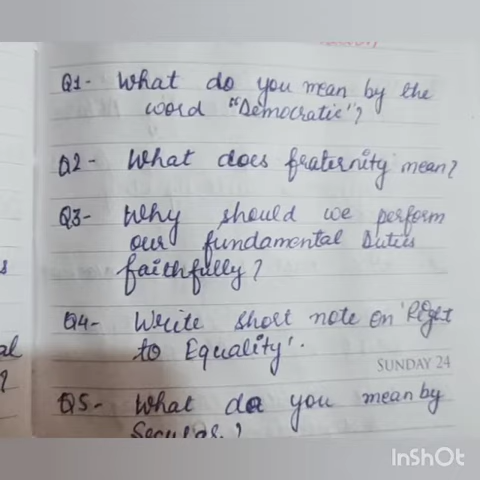 Q1- What do you mean by the
word "Democratic"?
Q2- What does fraternity mean?
Q3- Why should we perform
our fundamental Duties
faithfully?
Q4- Write short note on 'Right
to Equality'.
SUNDAY 24
Q5- What do you mean by
Secular?
s
al
?
InShOt